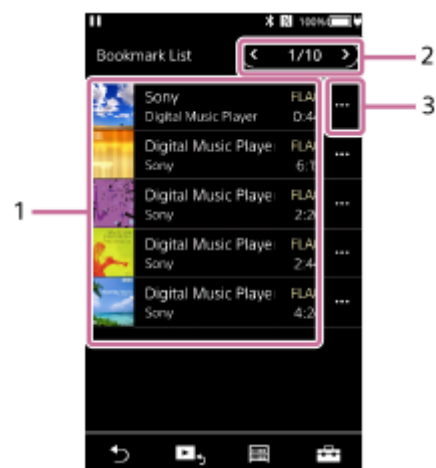 100%
Bookmark List < 1/10 > 2
Sony FLA ... 3
Digital Music Player 0:4
Digital Music Playe FLA ...
Sony 6:1
1
Digital Music Playe FLA ...
Sony 2:2
Digital Music Playe FLA ...
Sony 2:4
Digital Music Playe FLA ...
Sony 4:2